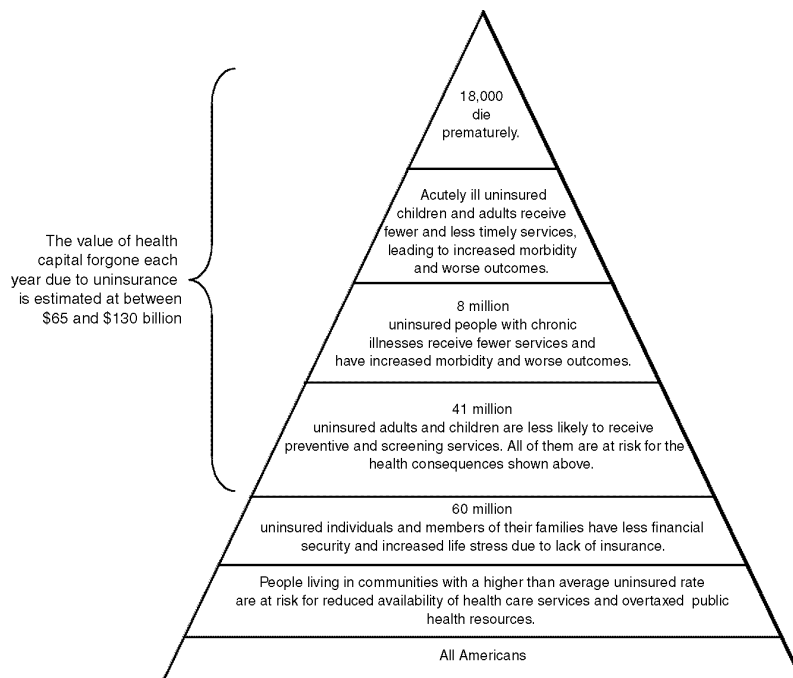 18,000
die
prematurely.
Acutely ill uninsured
children and adults receive
fewer and less timely services,
leading to increased morbidity
and worse outcomes.
The value of health
capital forgone each
year due to uninsurance
is estimated at between
$65 and $130 billion
8 million
uninsured people with chronic
illnesses receive fewer services and
have increased morbidity and worse outcomes.
41 million
uninsured adults and children are less likely to receive
preventive and screening services. All of them are at risk for the
health consequences shown above.
60 million
uninsured individuals and members of their families have less financial
security and increased life stress due to lack of insurance.
People living in communities with a higher than average uninsured rate
are at risk for reduced availability of health care services and overtaxed public
health resources.
All Americans